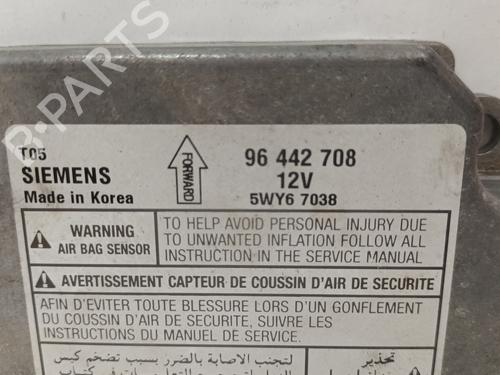 B-PARTS
T05
SIEMENS
Made in Korea
FORWARD
96 442 708
12V
5WY6 7038
WARNING
AIR BAG SENSOR
TO HELP AVOID PERSONAL INJURY DUE
TO UNWANTED INFLATION FOLLOW ALL
INSTRUCTION IN THE SERVICE MANUAL
AVERTISSEMENT CAPTEUR DE COUSSIN D'AIR DE SECURITE
AFIN D'EVITER TOUTE BLESSURE LORS D'UN GONFLEMENT
DU COUSSIN D'AIR DE SECURITE, SUIVRE LES
INSTRUCTIONS DU MANUEL DE SERVICE.
تحذير
لتجنب الاصابة بالضرر بسبب تضخم كيس